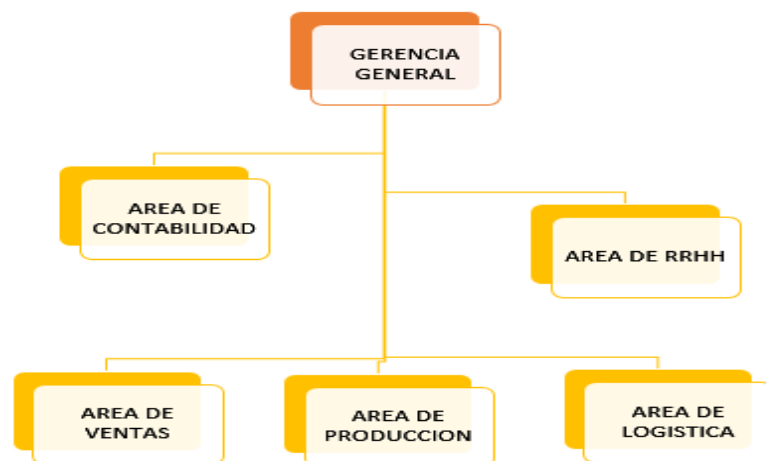 GERENCIA
GENERAL
AREA DE
CONTABILIDAD
AREA DE RRHH
AREA DE
VENTAS
AREA DE
PRODUCCION
AREA DE
LOGISTICA